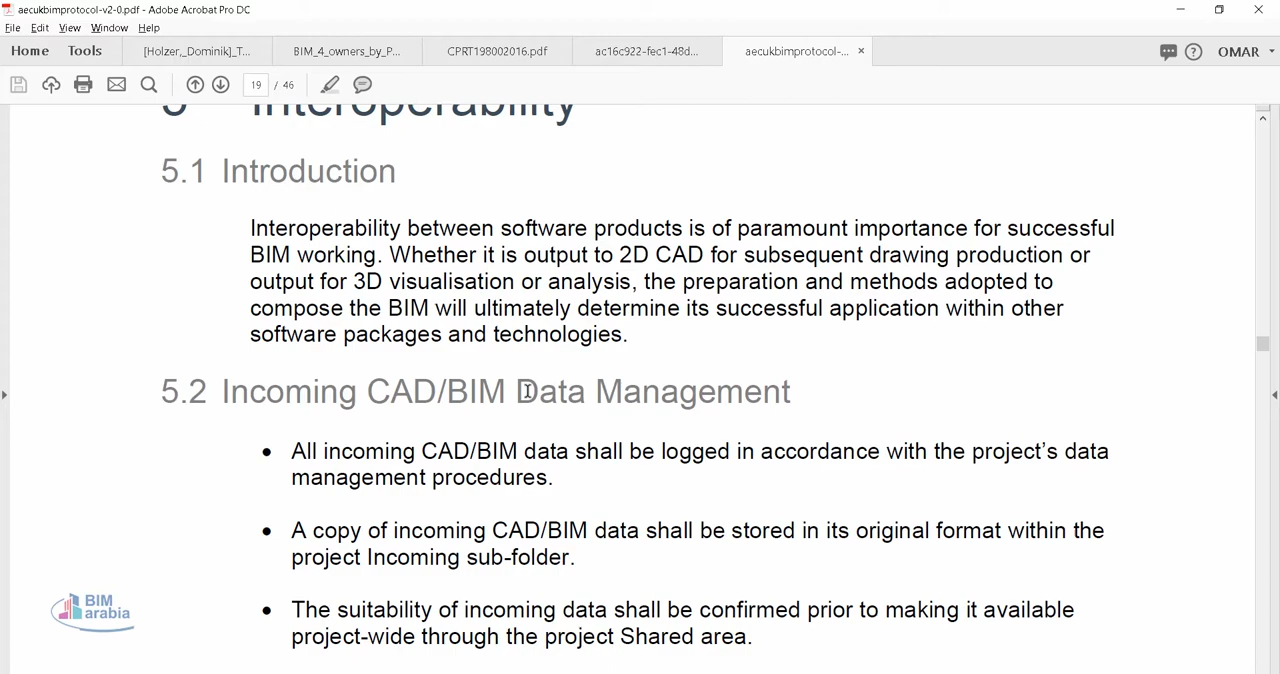 aecukbimprotocol-v2-0.pdf - Adobe Acrobat Pro DC
File Edit View Window Help
Home Tools [Holzer,_Dominik]_T... BIM_4_owners_by_P... CPRT198002016.pdf ac16c922-fec1-48d... aecukbimprotocol-... × ? OMAR
19 / 46
5 Interoperability
5.1 Introduction
Interoperability between software products is of paramount importance for successful
BIM working. Whether it is output to 2D CAD for subsequent drawing production or
output for 3D visualisation or analysis, the preparation and methods adopted to
compose the BIM will ultimately determine its successful application within other
software packages and technologies.
5.2 Incoming CAD/BIM Data Management
• All incoming CAD/BIM data shall be logged in accordance with the project’s data
management procedures.
• A copy of incoming CAD/BIM data shall be stored in its original format within the
project Incoming sub-folder.
• The suitability of incoming data shall be confirmed prior to making it available
project-wide through the project Shared area.
BIM
arabia